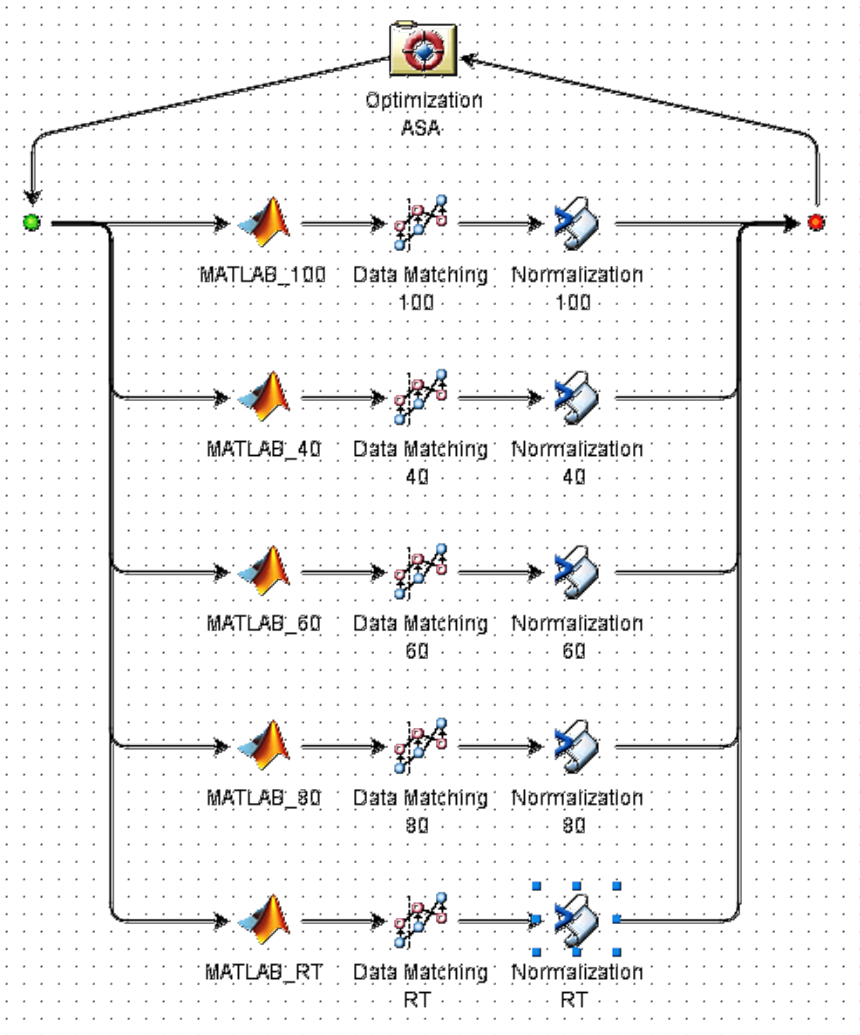 Optimization
ASA
MATLAB_100 Data Matching Normalization
100 100
MATLAB_40 Data Matching Normalization
40 40
MATLAB_60 Data Matching Normalization
60 60
MATLAB_80 Data Matching Normalization
80 80
MATLAB_RT Data Matching Normalization
RT RT